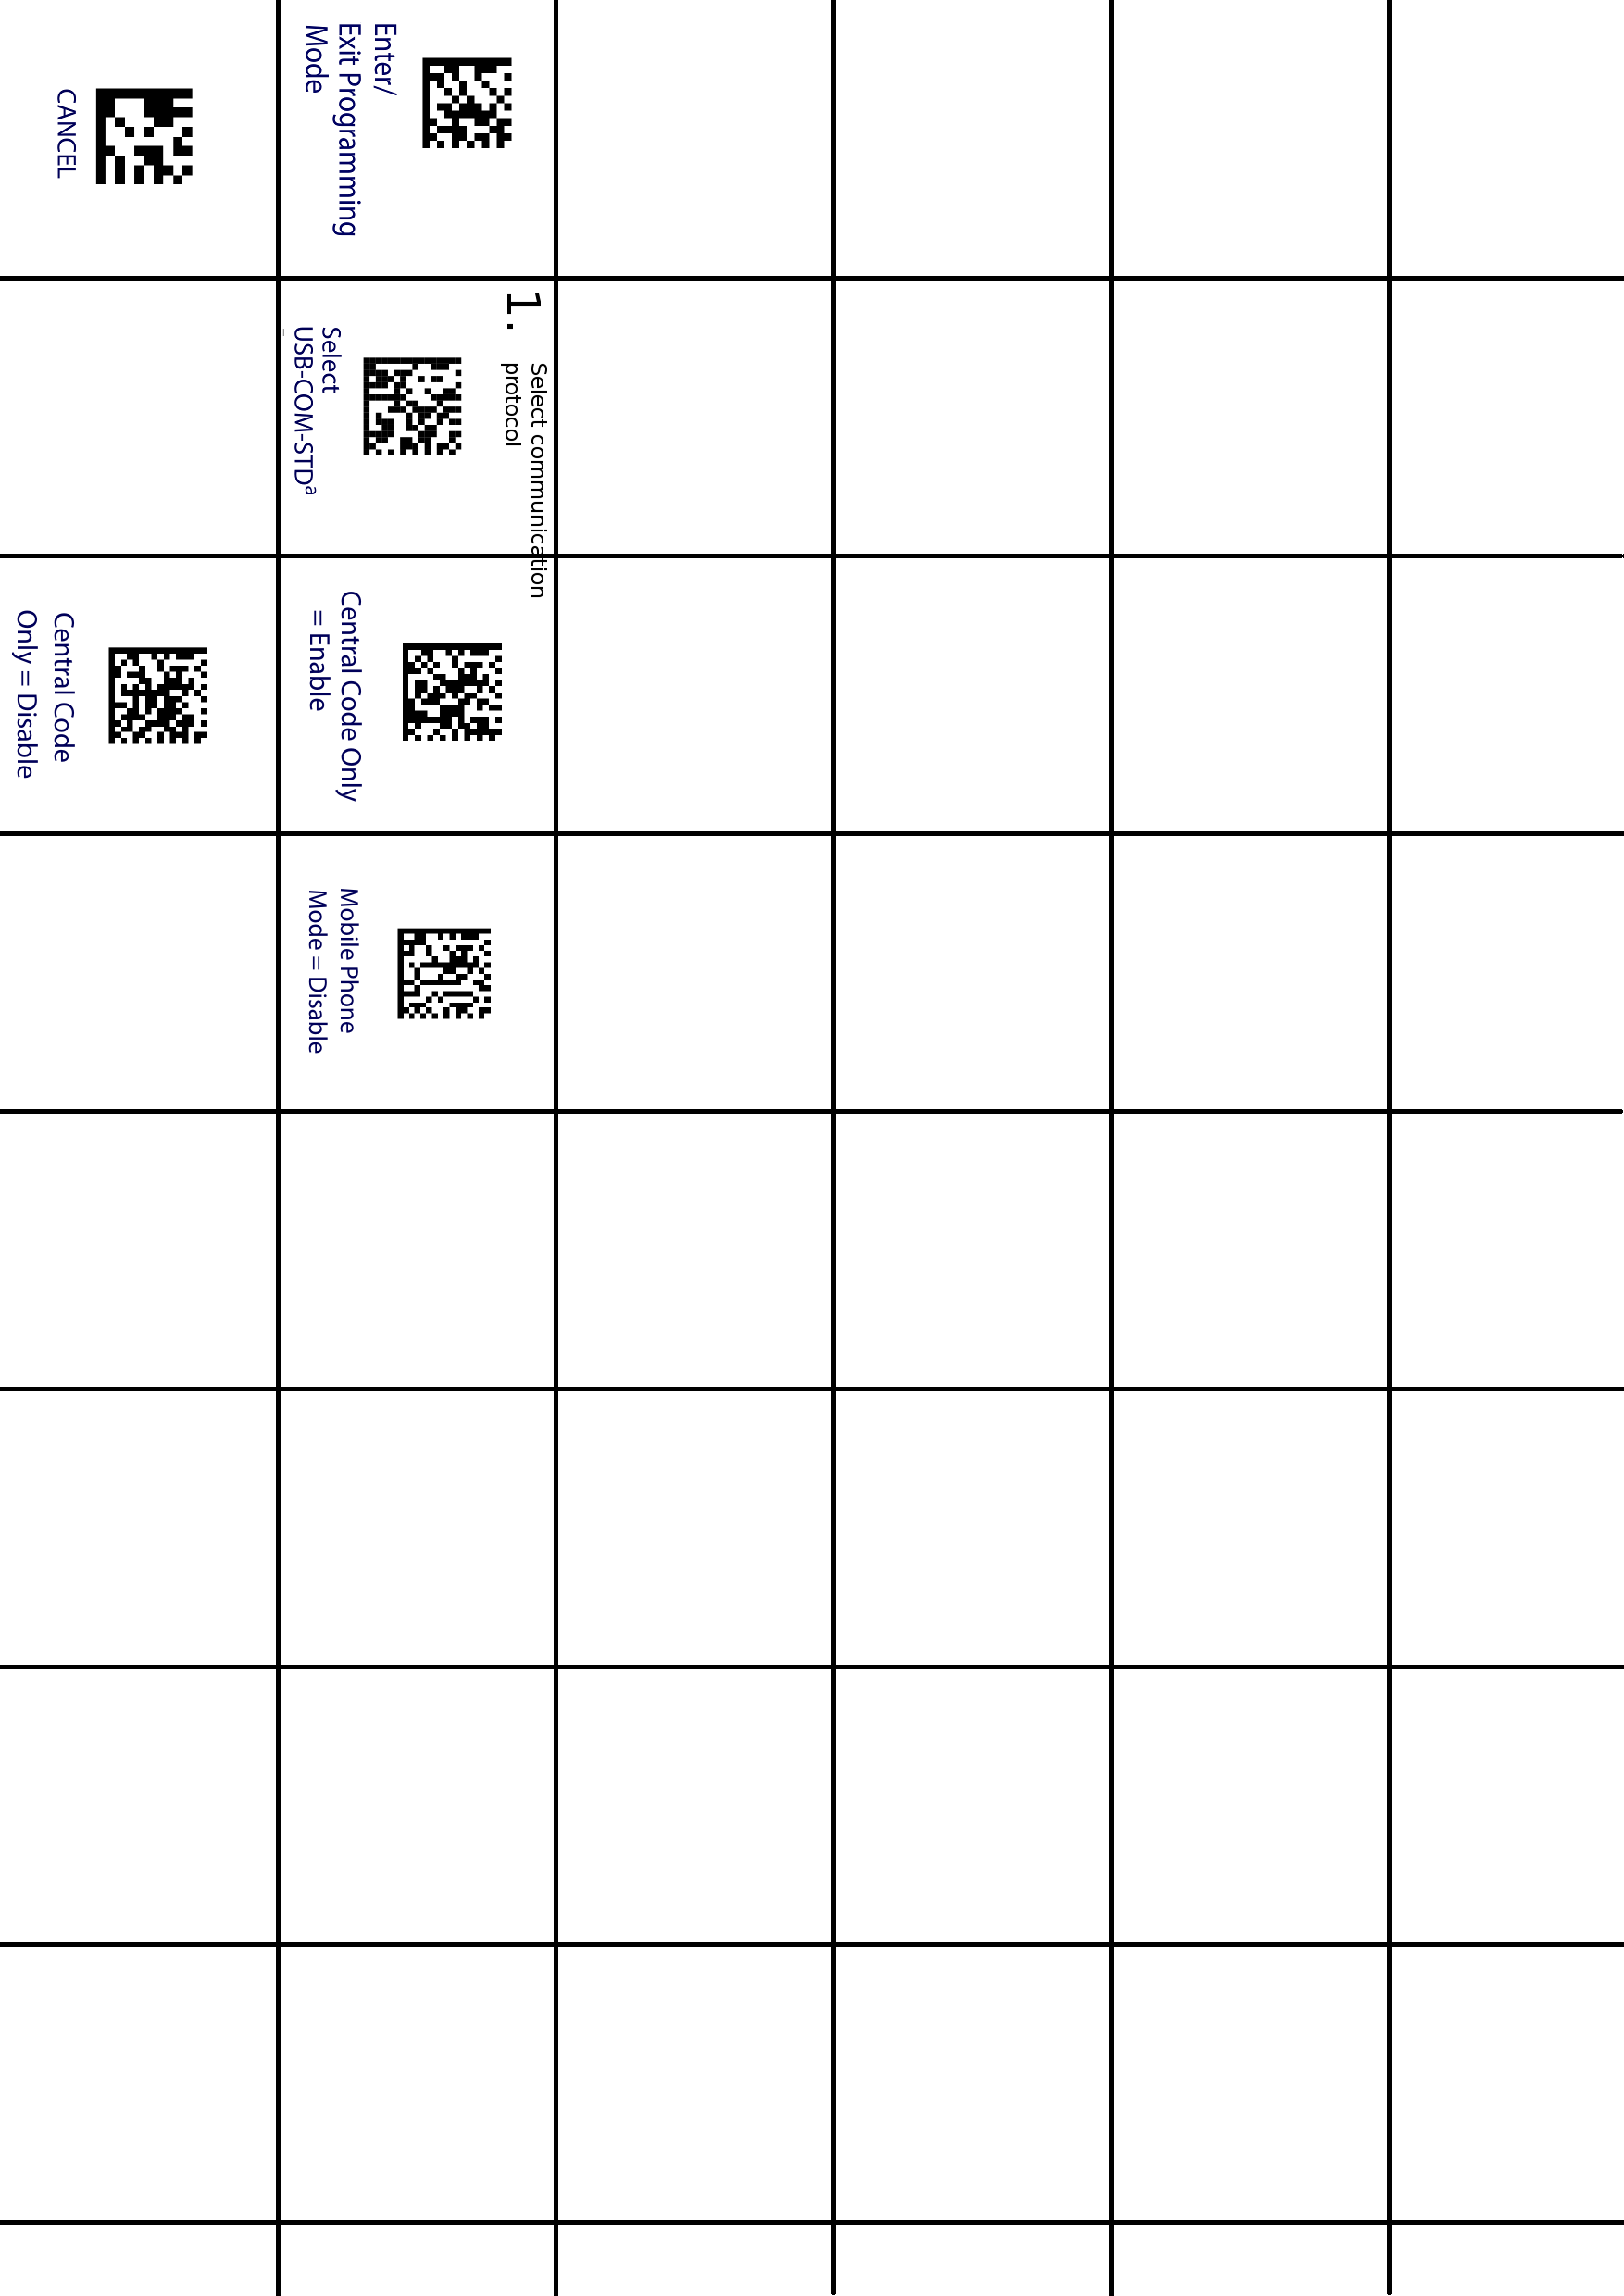 Enter/
Exit Programming
Mode
1.
Select communication
protocol
Select
USB-COM-STDª
Central Code Only
= Enable
Mobile Phone
Mode = Disable
CANCEL
Central Code
Only = Disable